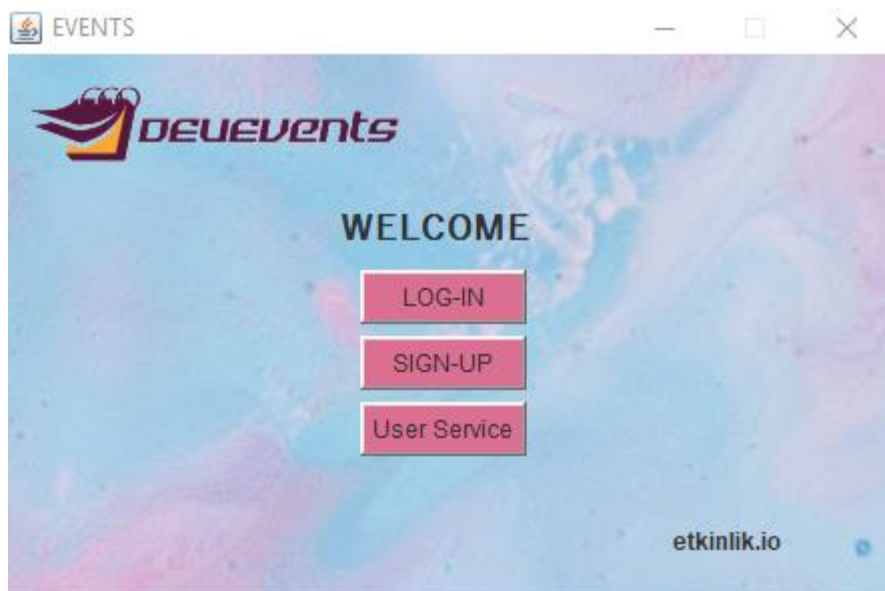 EVENTS
DEUEVENTS
WELCOME
LOG-IN
SIGN-UP
User Service
etkinlik.io